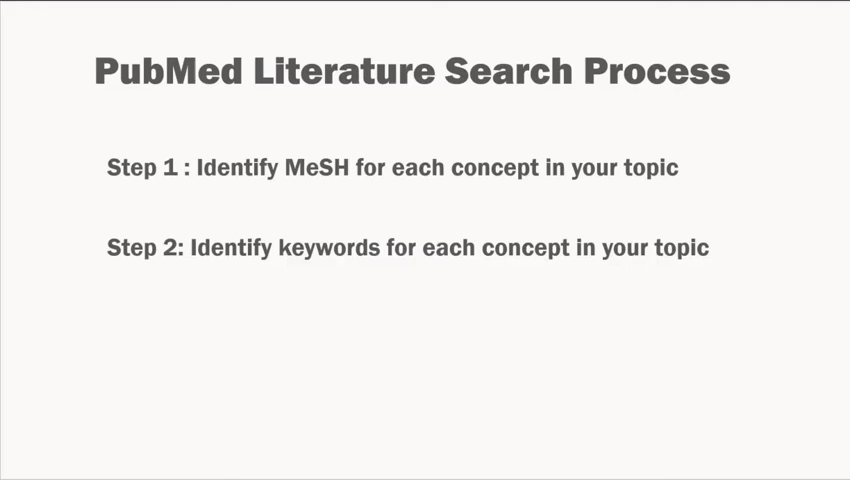 PubMed Literature Search Process
Step 1 : Identify MeSH for each concept in your topic
Step 2: Identify keywords for each concept in your topic